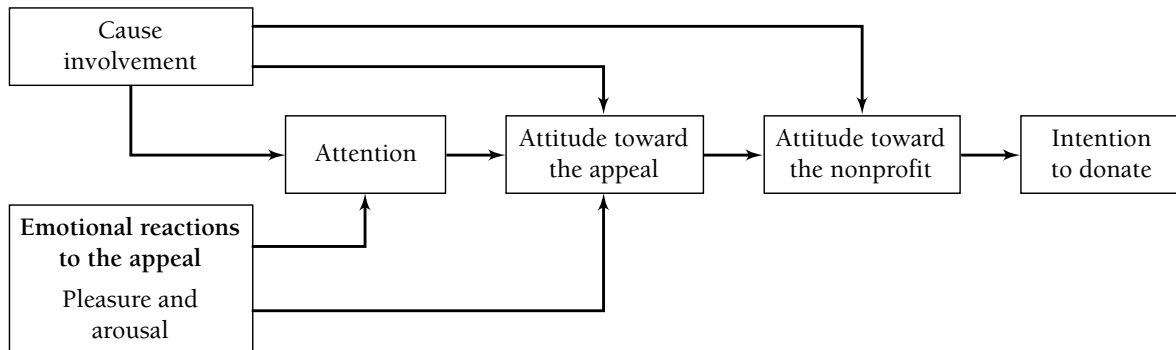 Cause
involvement
Attention
Attitude toward
the appeal
Attitude toward
the nonprofit
Intention
to donate
Emotional reactions
to the appeal
Pleasure and
arousal